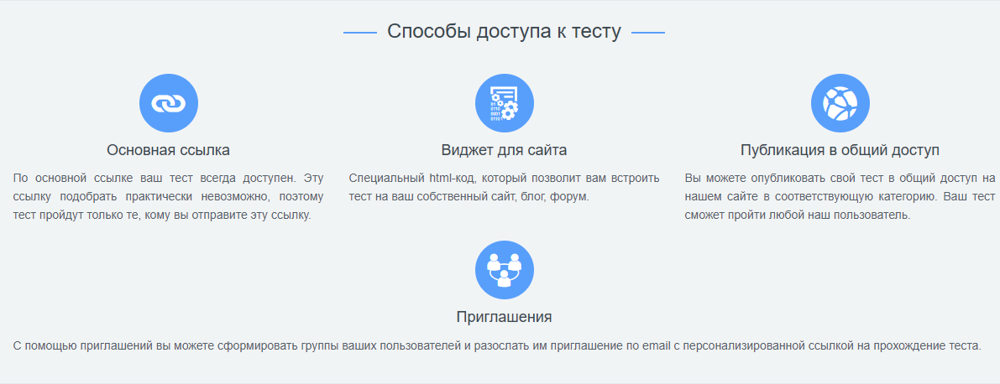 Способы доступа к тесту
Основная ссылка
По основной ссылке ваш тест всегда доступен. Эту
ссылку подобрать практически невозможно, поэтому
тест пройдут только те, кому вы отправите эту ссылку.
Виджет для сайта
Специальный html-код, который позволит вам встроить
тест на ваш собственный сайт, блог, форум.
Публикация в общий доступ
Вы можете опубликовать свой тест в общий доступ на
нашем сайте в соответствующую категорию. Ваш тест
сможет пройти любой наш пользователь.
Приглашения
С помощью приглашений вы можете сформировать группы ваших пользователей и разослать им приглашение по email с персонализированной ссылкой на прохождение теста.